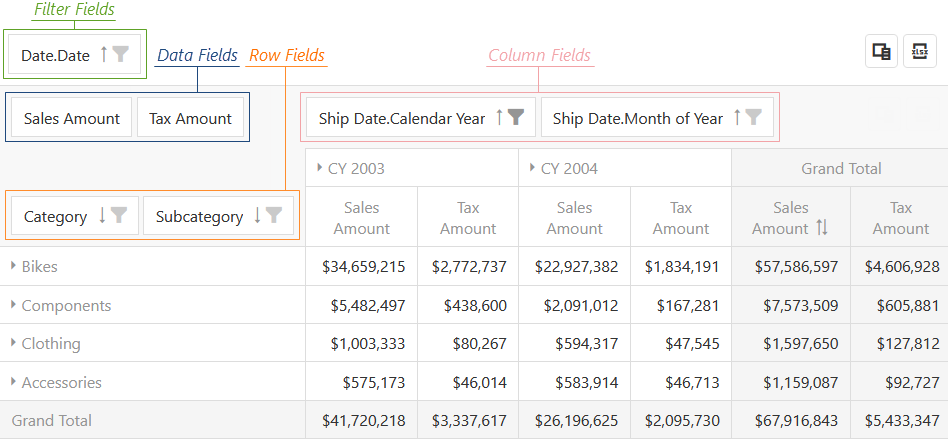 Filter Fields
Date.Date
Data Fields Row Fields Column Fields
xlsx
Sales Amount Tax Amount Ship Date.Calendar Year Ship Date.Month of Year
CY 2003 CY 2004 Grand Total
Category Subcategory
Sales Amount Tax Amount Sales Amount Tax Amount Sales Amount Tax Amount
Bikes $34,659,215 $2,772,737 $22,927,382 $1,834,191 $57,586,597 $4,606,928
Components $5,482,497 $438,600 $2,091,012 $167,281 $7,573,509 $605,881
Clothing $1,003,333 $80,267 $594,317 $47,545 $1,597,650 $127,812
Accessories $575,173 $46,014 $583,914 $46,713 $1,159,087 $92,727
Grand Total $41,720,218 $3,337,617 $26,196,625 $2,095,730 $67,916,843 $5,433,347